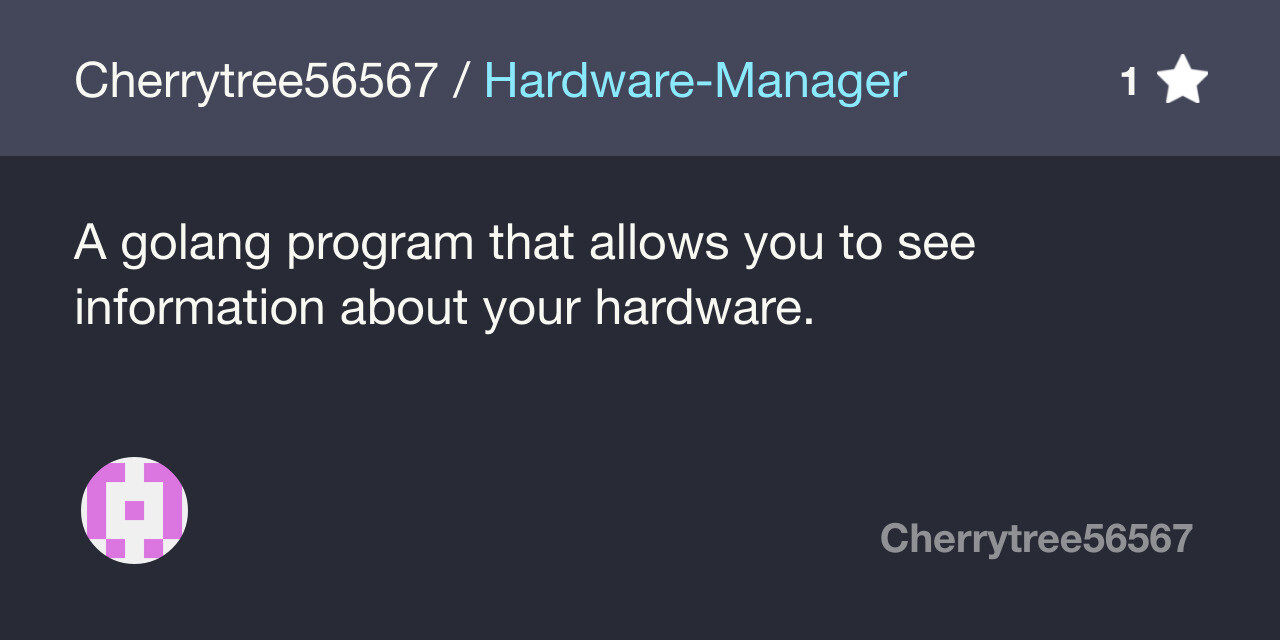 Cherrytree56567 / Hardware-Manager 1
A golang program that allows you to see
information about your hardware.
Cherrytree56567